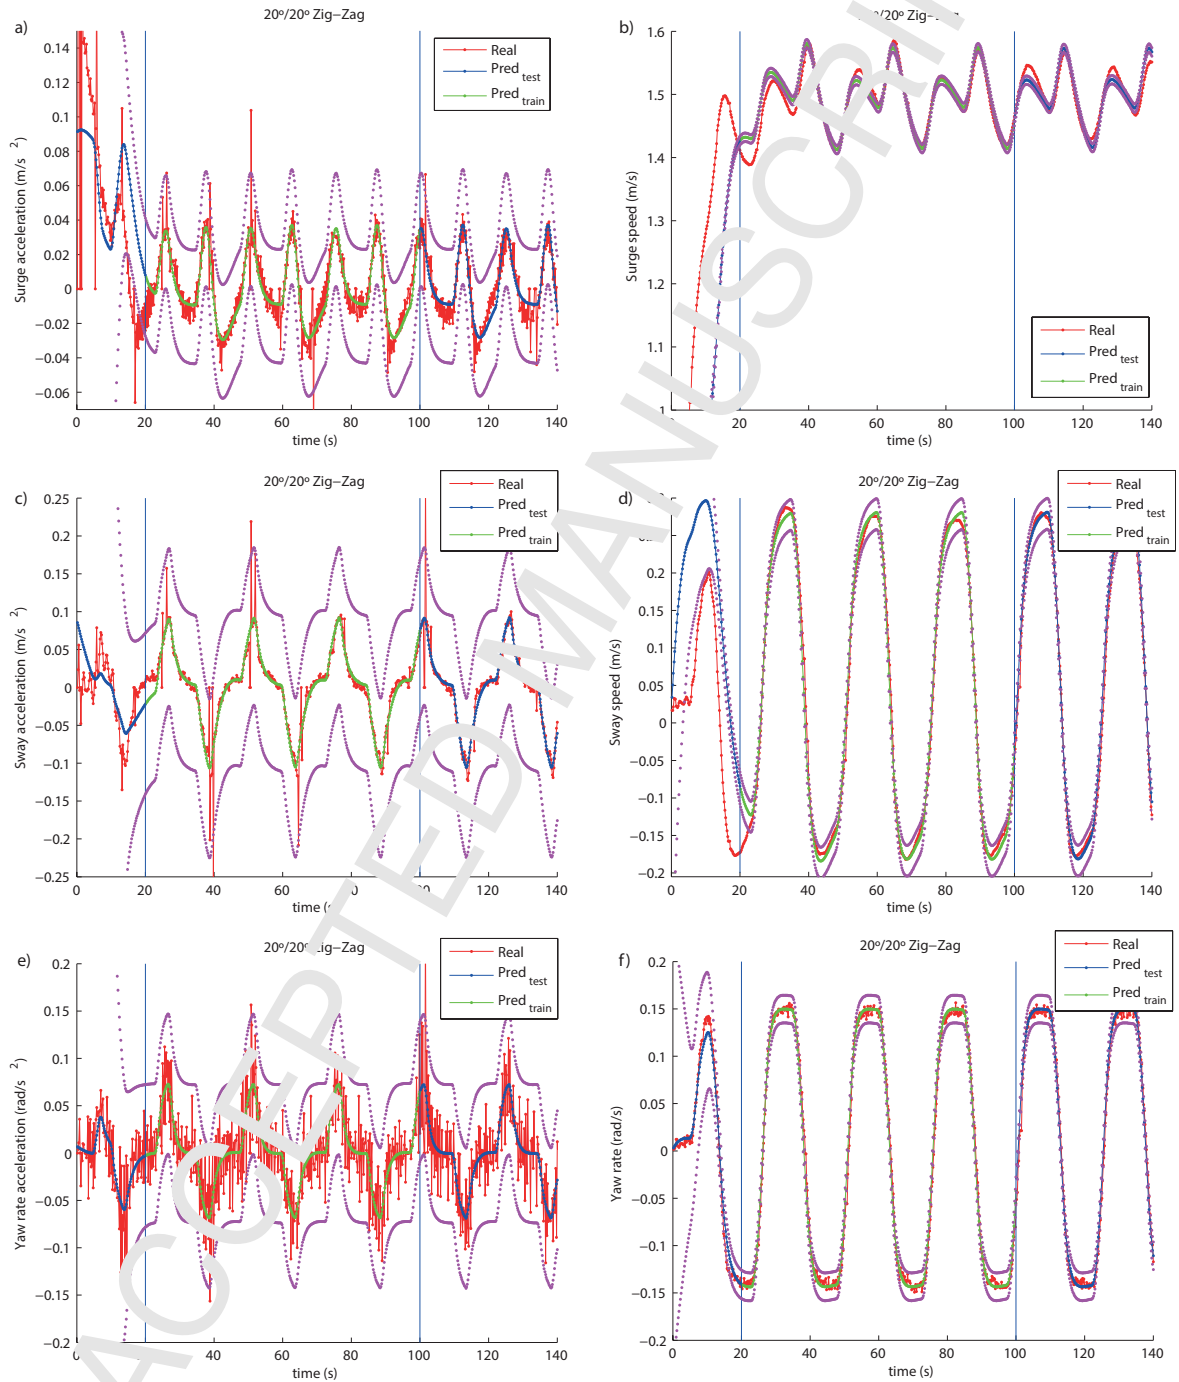 a)
20º/20º Zig-Zag
Real
Pred test
Pred train
Surge acceleration (m/s 2)
0.14
0.12
0.1
0.08
0.06
0.04
0.02
0
-0.02
-0.04
-0.06
0 20 40 60 80 100 120 140
time (s)
b)
/20º Zig-Zag
Surge speed (m/s)
1.6
1.5
1.4
1.3
1.2
1.1
1
Real
Pred test
Pred train
20 40 60 80 100 120 140
time (s)
c)
20º/20º Zig-Zag
Real
Pred test
Pred train
Sway acceleration (m/s 2)
0.25
0.2
0.15
0.1
0.05
0
-0.05
-0.1
-0.15
-0.2
-0.25
0 20 40 60 80 100 120 140
time (s)
d)
20º/20º Zig-Zag
Real
Pred test
Pred train
Sway speed (m/s)
0.2
0.15
0.1
0.05
0
-0.05
-0.1
-0.15
-0.2
0 20 40 60 80 100 120 140
time (s)
e)
20º/20º Zig-Zag
Real
Pred test
Pred train
Yaw rate acceleration (rad/s 2)
0.2
0.15
0.1
0.05
0
-0.05
-0.1
-0.15
-0.2
0 20 40 60 80 100 120 140
time (s)
f)
20º/20º Zig-Zag
Real
Pred test
Pred train
Yaw rate (rad/s)
0.2
0.15
0.1
0.05
0
-0.05
-0.1
-0.15
-0.2
0 20 40 60 80 100 120 140
time (s)
ACCEPTED MANUSCRI